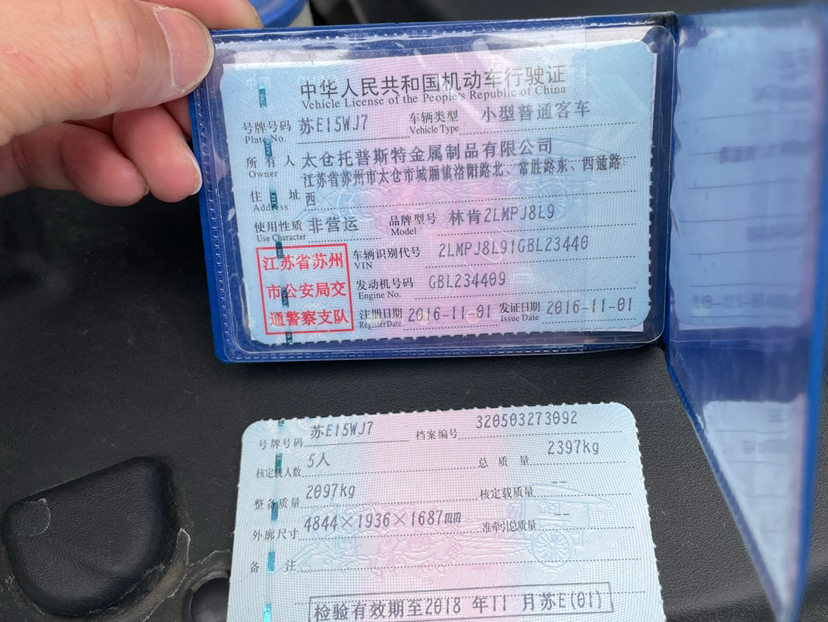 中华人民共和国机动车行驶证
Vehicle License of the People's Republic of China
号牌号码 苏E15WJ7 车辆类型 小型普通客车
Plate No. Vehicle Type
所有人 太仓托普斯特金属制品有限公司
Owner
住址 江苏省苏州市太仓市城厢镇洛阳路北、常胜路东、四通路
Address 西
使用性质 非营运 品牌型号 林肯2LMPJ8L9
Use Character Model
车辆识别代号 2LMPJ8L91GBL23440
VIN
发动机号码 GBL234409
Engine No.
注册日期 2016-11-01 发证日期 2016-11-01
Register Date Issue Date
江苏省苏州
市公安局交
通警察支队
号牌号码 苏E15WJ7 档案编号 320503273092
核定载人数 5人 总质量 2397kg
整备质量 2097kg 核定载质量 --
外廓尺寸 4844×1936×1687mm 准牵引总质量 --
备注
检验有效期至2018年11月苏E(01)